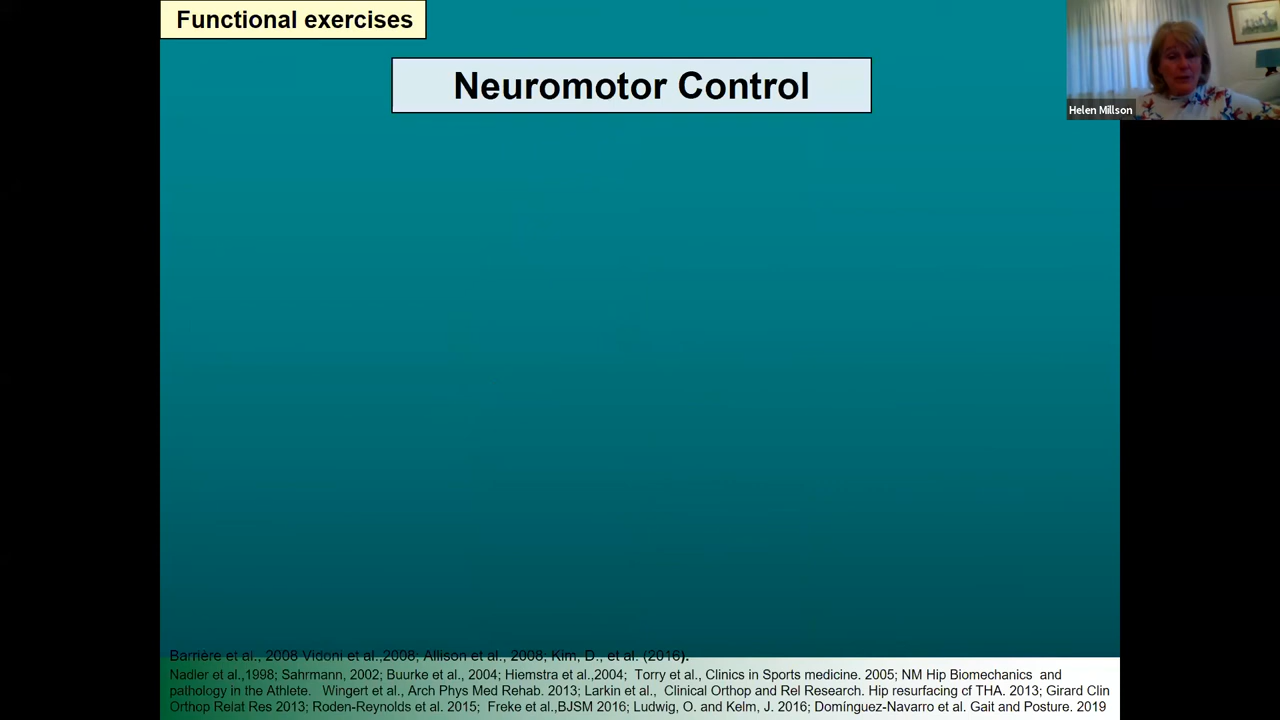 Functional exercises
Neuromotor Control
Helen Millson
Barrière et al., 2008 Vidoni et al.,2008; Allison et al., 2008; Kim, D., et al. (2016).
Nadler et al.,1998; Sahrmann, 2002; Buurke et al., 2004; Hiemstra et al.,2004; Torry et al., Clinics in Sports medicine. 2005; NM Hip Biomechanics and
pathology in the Athlete. Wingert et al., Arch Phys Med Rehab. 2013; Larkin et al., Clinical Orthop and Rel Research. Hip resurfacing cf THA. 2013; Girard Clin
Orthop Relat Res 2013; Roden-Reynolds et al. 2015; Freke et al.,BJSM 2016; Ludwig, O. and Kelm, J. 2016; Domínguez-Navarro et al. Gait and Posture. 2019